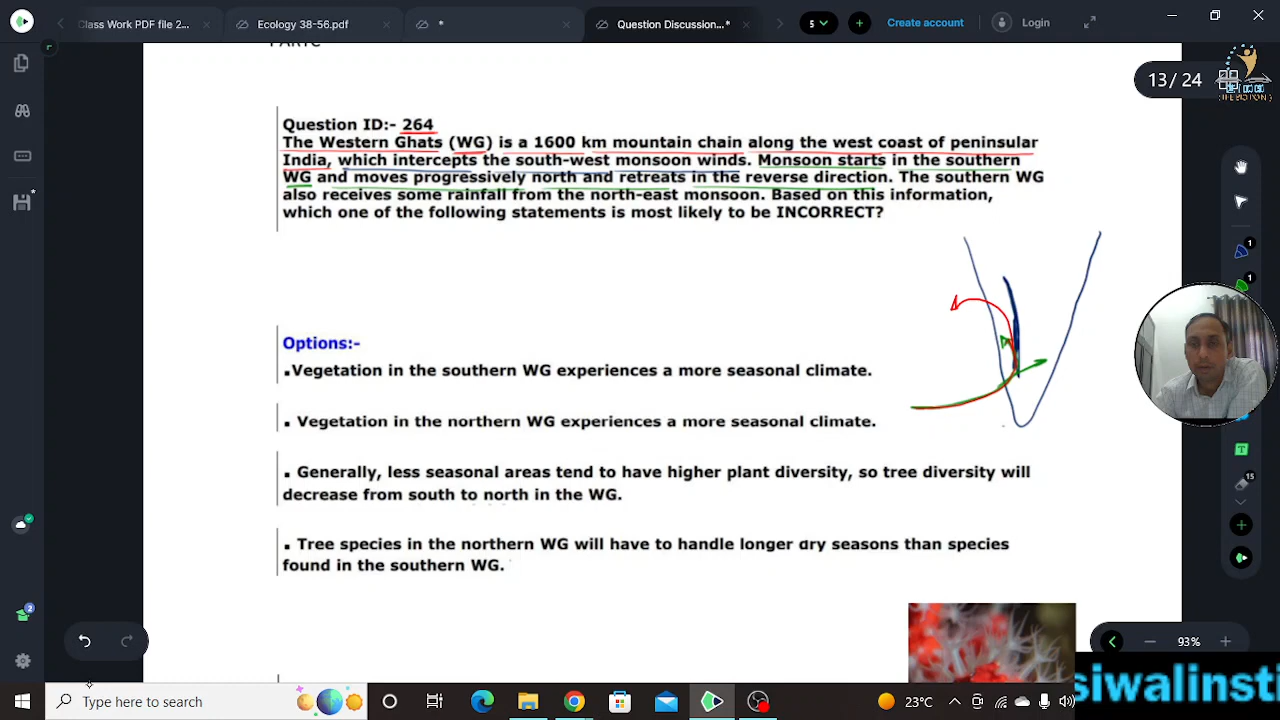 Class Work PDF file 2...
Ecology 38-56.pdf
*
Question Discussion...*
5
Create account
Login
13 / 24
Question ID:- 264
The Western Ghats (WG) is a 1600 km mountain chain along the west coast of peninsular
India, which intercepts the south-west monsoon winds. Monsoon starts in the southern
WG and moves progressively north and retreats in the reverse direction. The southern WG
also receives some rainfall from the north-east monsoon. Based on this information,
which one of the following statements is most likely to be INCORRECT?
Options:-
.Vegetation in the southern WG experiences a more seasonal climate.
. Vegetation in the northern WG experiences a more seasonal climate.
. Generally, less seasonal areas tend to have higher plant diversity, so tree diversity will
decrease from south to north in the WG.
. Tree species in the northern WG will have to handle longer dry seasons than species
found in the southern WG.
1
1
T
15
2
93%
siwalinsti
Type here to search
23°C